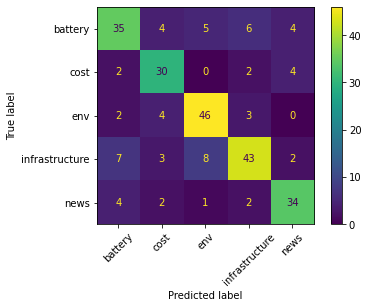 True label
battery 35 4 5 6 4
cost 2 30 0 2 4
env 2 4 46 3 0
infrastructure 7 3 8 43 2
news 4 2 1 2 34
battery cost env infrastructure news
Predicted label
40
30
20
10
0